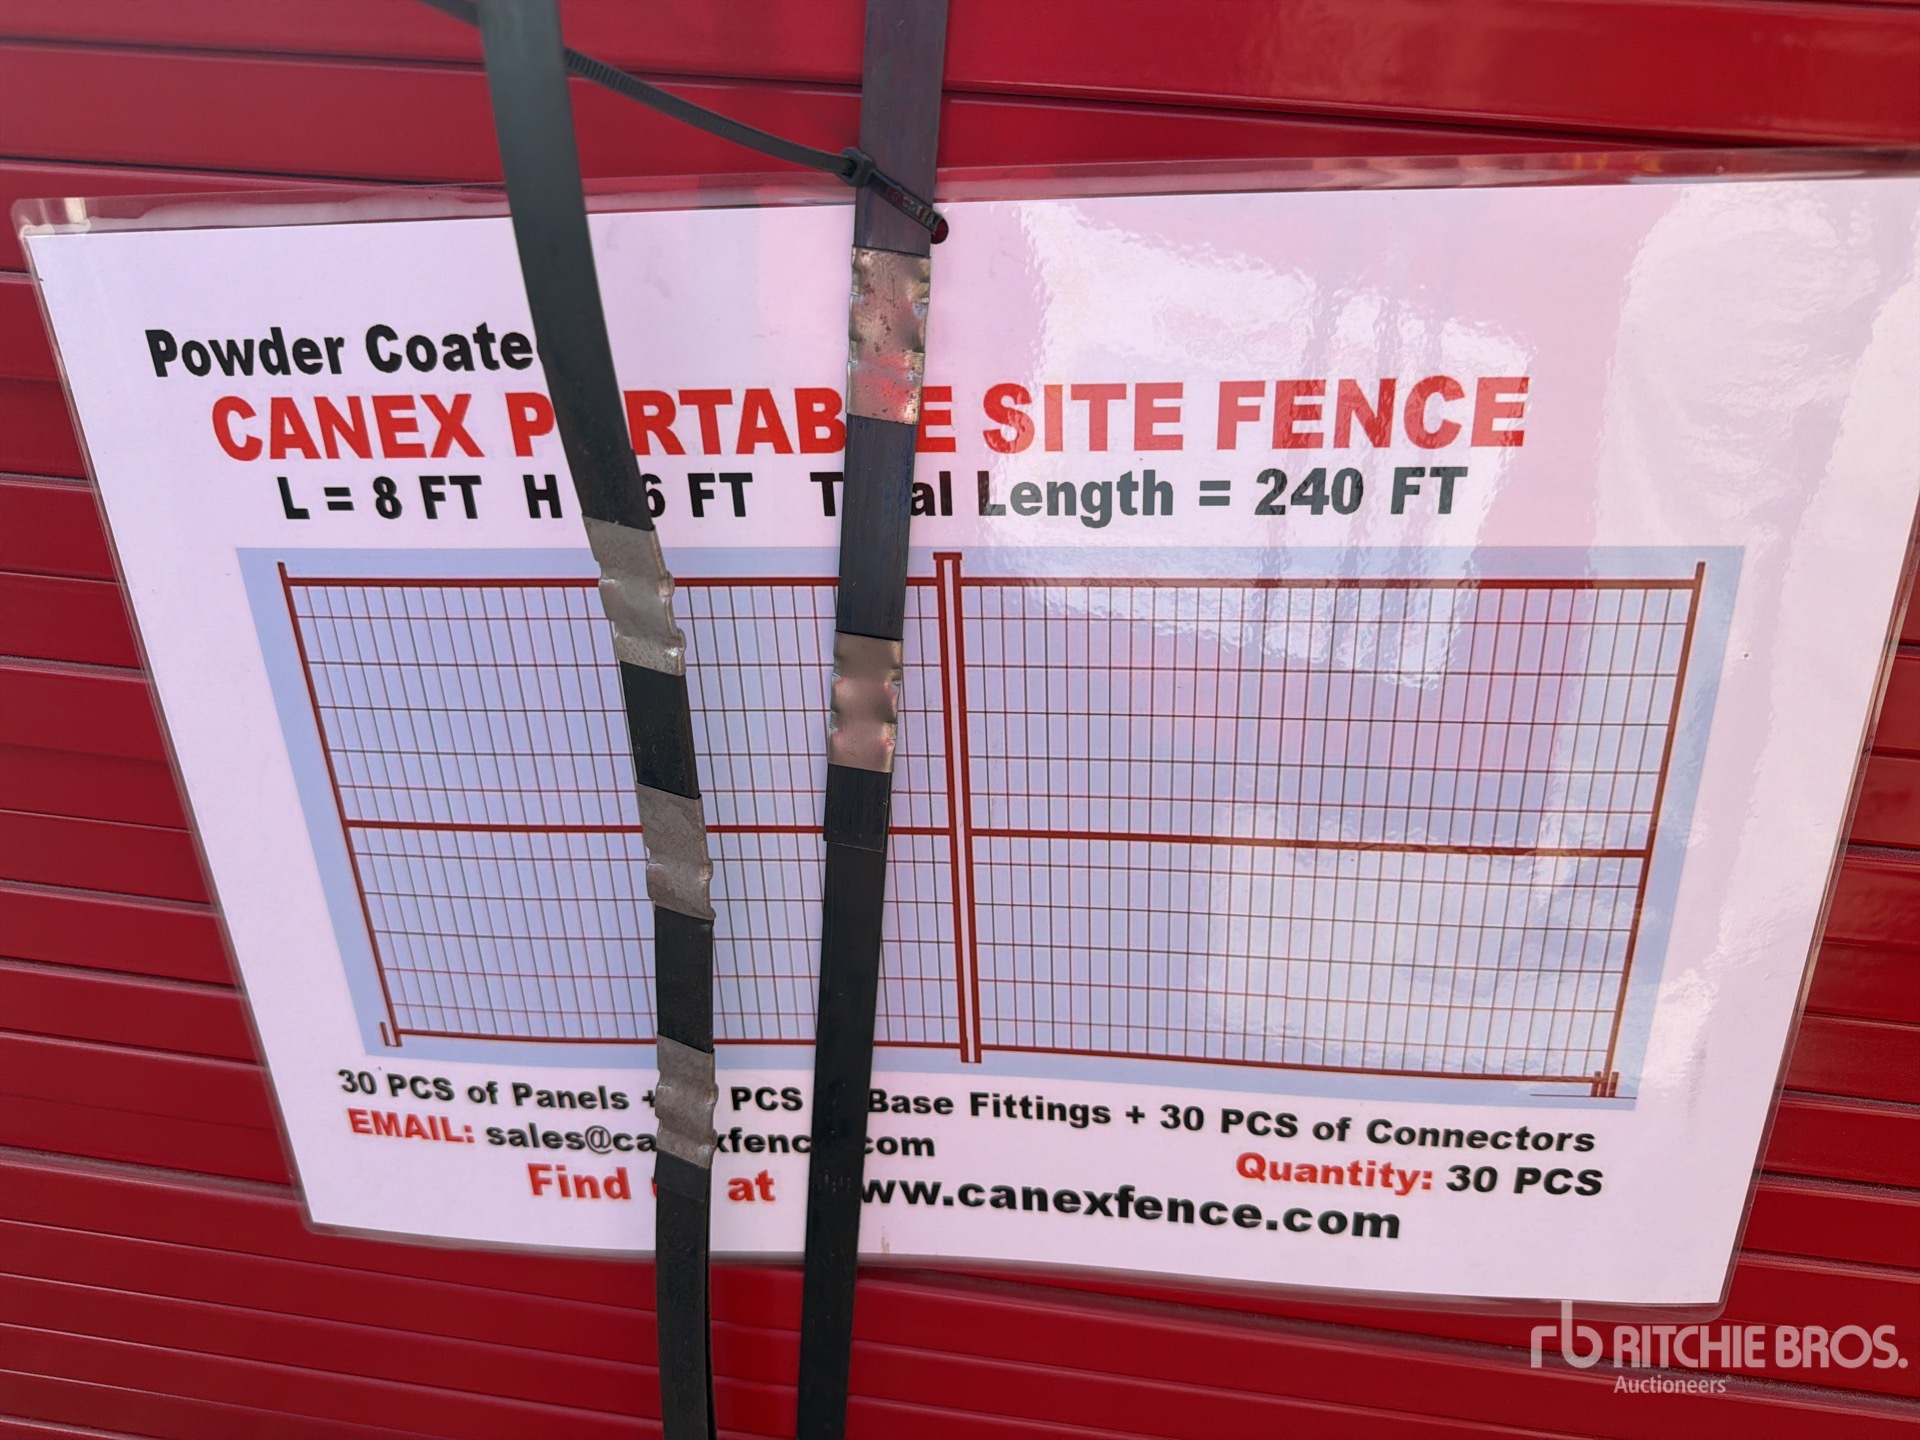 Powder Coate
CANEX P RTAB E SITE FENCE
L = 8 FT H 6 FT T al Length = 240 FT
30 PCS of Panels + PCS Base Fittings + 30 PCS of Connectors
EMAIL: sales@ca xfenc com
Quantity: 30 PCS
Find at ww.canexfence.com
rb RITCHIE BROS.
Auctioneers